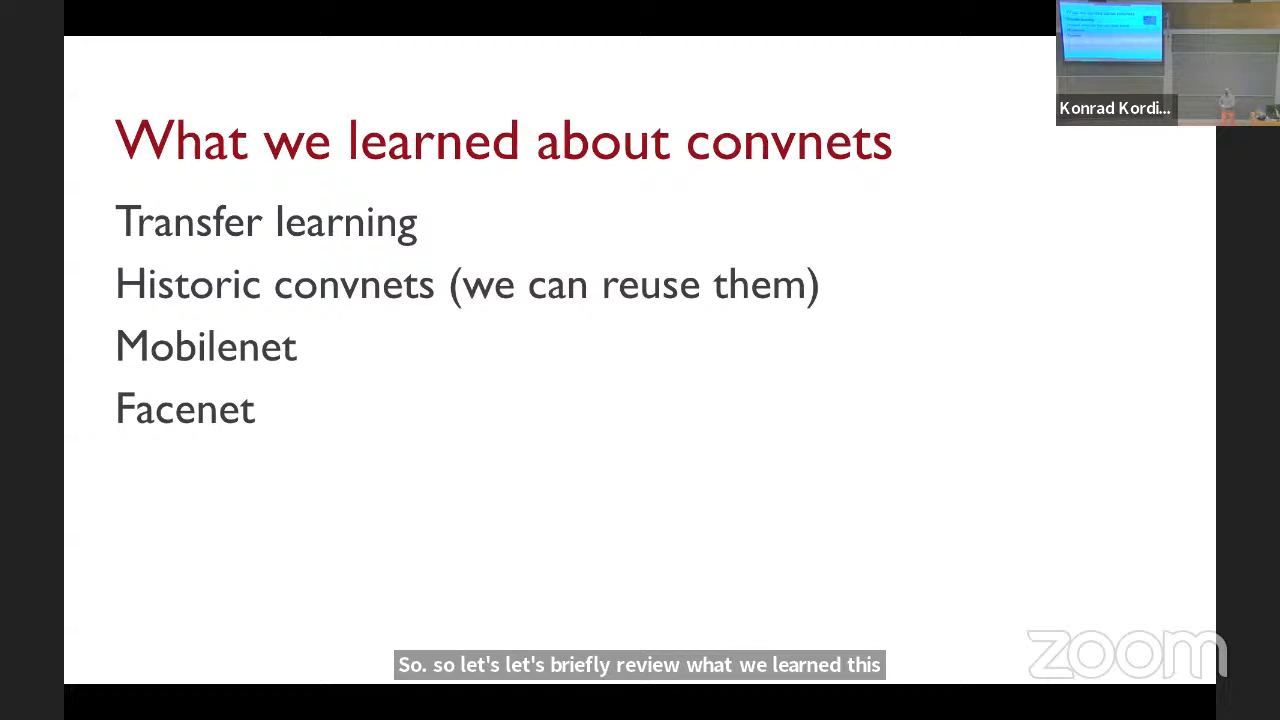 Konrad Kordi...
What we learned about convnets
Transfer learning
Historic convnets (we can reuse them)
Mobilenet
Facenet
So. so let's let's briefly review what we learned this
zoom